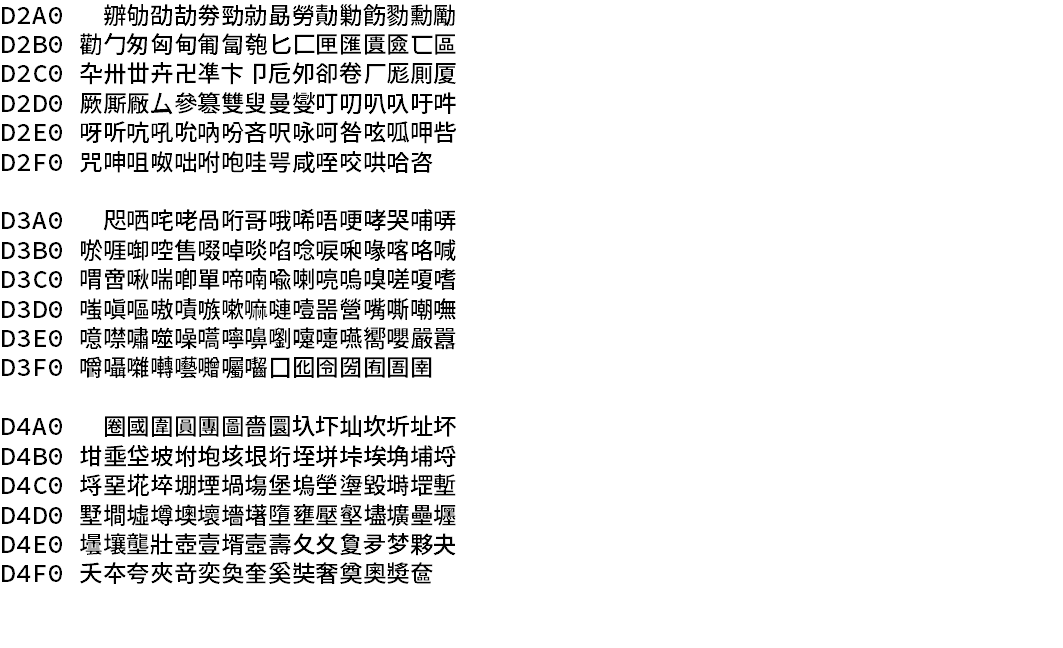 D2A0 辧劬劭劼劵勁勍勗勞勣勦飭勠勳勵
D2B0 勸勹匆匈甸匍匐匏匕匚匣匯匱匳匸區
D2C0 卆卅丗卉卍凖卞卩卮夘卻卷厂厖厠厦
D2D0 厥厮厰厶參簒雙叟曼燮叮叨叭叺吁吽
D2E0 呀听吭吼吮吶吩吝呎咏呵咎呟呱呷呰
D2F0 咒呻咀呶咄咐咆哇咢咸咥咬哄哈咨
D3A0 咫哂咤咾咼哘哥哦唏唔哽哮哭哺哢
D3B0 唹啀啣啌售啜啅啖啗唸唳啝喙喀咯喊
D3C0 喟啻啾喘喞單啼喃喩喇喨嗚嗅嗟嗄嗜
D3D0 嗤嗔嘔嗷嘖嗾嗽嘛嗹噎噐營嘴嘶嘲嘸
D3E0 噫噤嘯噬噪嚆嚀嚊嚠嚔嚏嚥嚮嚶嚴囂
D3F0 嚼囁囃囀囈囎囑囓囗囮囹圀囿圄圉
D4A0 圈國圍圓團圖嗇圜圦圷圸坎圻址坏
D4B0 坩埀垈坡坿垉垓垠垳垤垪垰埃埆埔埒
D4C0 埓堊埖埣堋堙堝塲堡塢塋塰毀塒堽塹
D4D0 墅墹墟墫墺壞墻墸墮壅壓壑壗壙壘壥
D4E0 壜壤壟壯壺壹壻壼壽夂夊夐夛梦夥夬
D4F0 夭夲夸夾竒奕奐奎奚奘奢奠奧奬奩